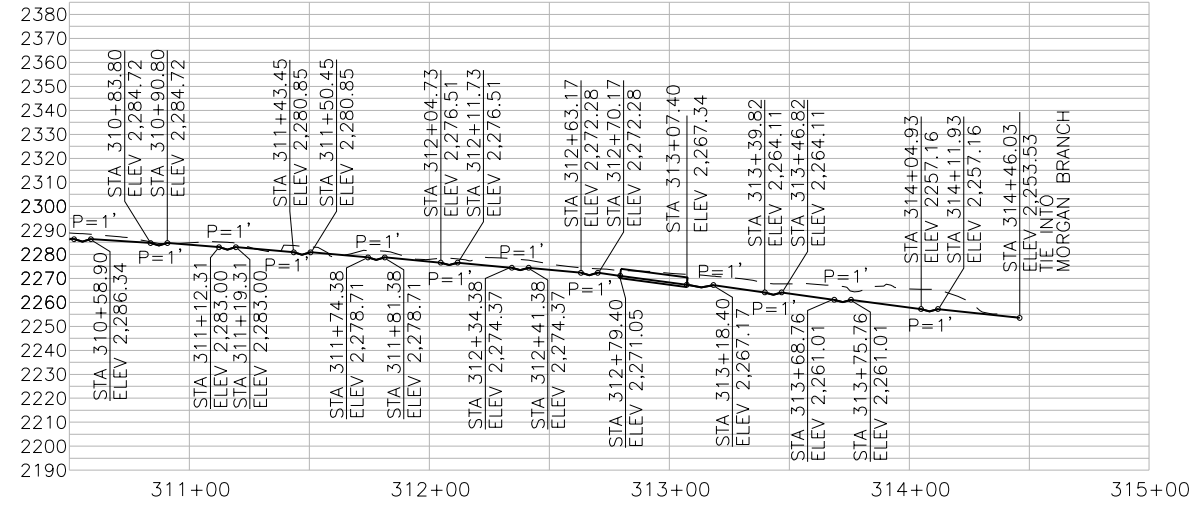 2380
2370
2360
2350
2340
2330
2320
2310
2300
2290
2280
2270
2260
2250
2240
2230
2220
2210
2200
2190
STA 310+83.80
ELEV 2,284.72
STA 310+90.80
ELEV 2,284.72
STA 311+43.45
ELEV 2,280.85
STA 311+50.45
ELEV 2,280.85
STA 312+04.73
ELEV 2,276.51
STA 312+11.73
ELEV 2,276.51
STA 312+63.17
ELEV 2,272.28
STA 312+70.17
ELEV 2,272.28
STA 313+07.40
ELEV 2,267.34
STA 313+39.82
ELEV 2,264.11
STA 313+46.82
ELEV 2,264.11
STA 314+04.93
ELEV 2257.16
STA 314+11.93
ELEV 2,257.16
STA 314+46.03
ELEV 2,253.53
TIE INTO
MORGAN BRANCH
P=1'
P=1'
P=1'
P=1'
P=1'
P=1'
P=1'
P=1'
P=1'
P=1'
P=1'
P=1'
STA 310+58.90
ELEV 2,286.34
STA 311+12.31
ELEV 2,283.00
STA 311+19.31
ELEV 2,283.00
STA 311+74.38
ELEV 2,278.71
STA 311+81.38
ELEV 2,278.71
STA 312+34.38
ELEV 2,274.37
STA 312+41.38
ELEV 2,274.37
STA 312+79.40
ELEV 2,271.05
STA 313+18.40
ELEV 2,267.17
STA 313+68.76
ELEV 2,261.01
STA 313+75.76
ELEV 2,261.01
311+00
312+00
313+00
314+00
315+00